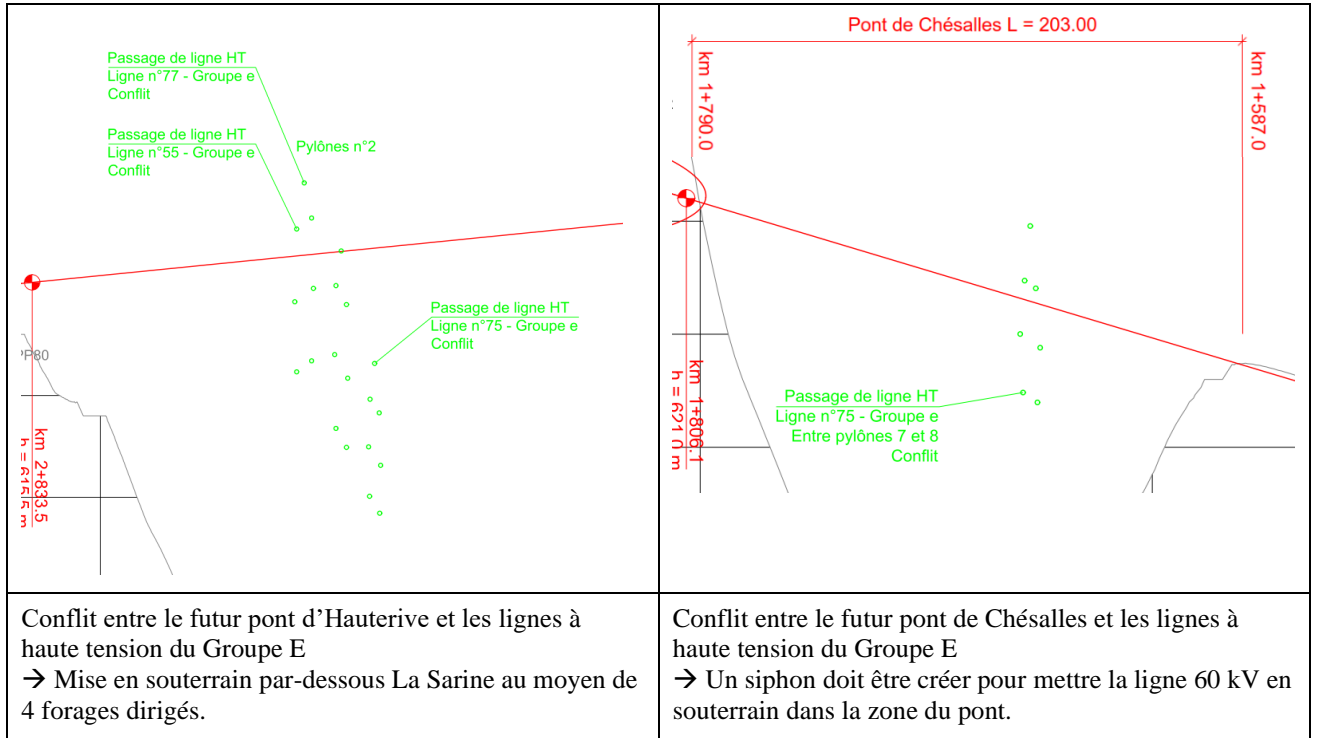 Passage de ligne HT
Ligne n°77 - Groupe e
Conflit
Passage de ligne HT
Ligne n°55 - Groupe e
Conflit
Pylônes n°2
Passage de ligne HT
Ligne n°75 - Groupe e
Conflit
PP80
km 2+833.5
h = 615.5 m
Conflit entre le futur pont d’Hauterive et les lignes à
haute tension du Groupe E
→ Mise en souterrain par-dessous La Sarine au moyen de
4 forages dirigés.
Pont de Chésalles L = 203.00
km 1+790.0
km 1+587.0
Passage de ligne HT
Ligne n°75 - Groupe e
Entre pylônes 7 et 8
Conflit
km 1+806.1
h = 621.0 m
Conflit entre le futur pont de Chésalles et les lignes à
haute tension du Groupe E
→ Un siphon doit être créer pour mettre la ligne 60 kV en
souterrain dans la zone du pont.